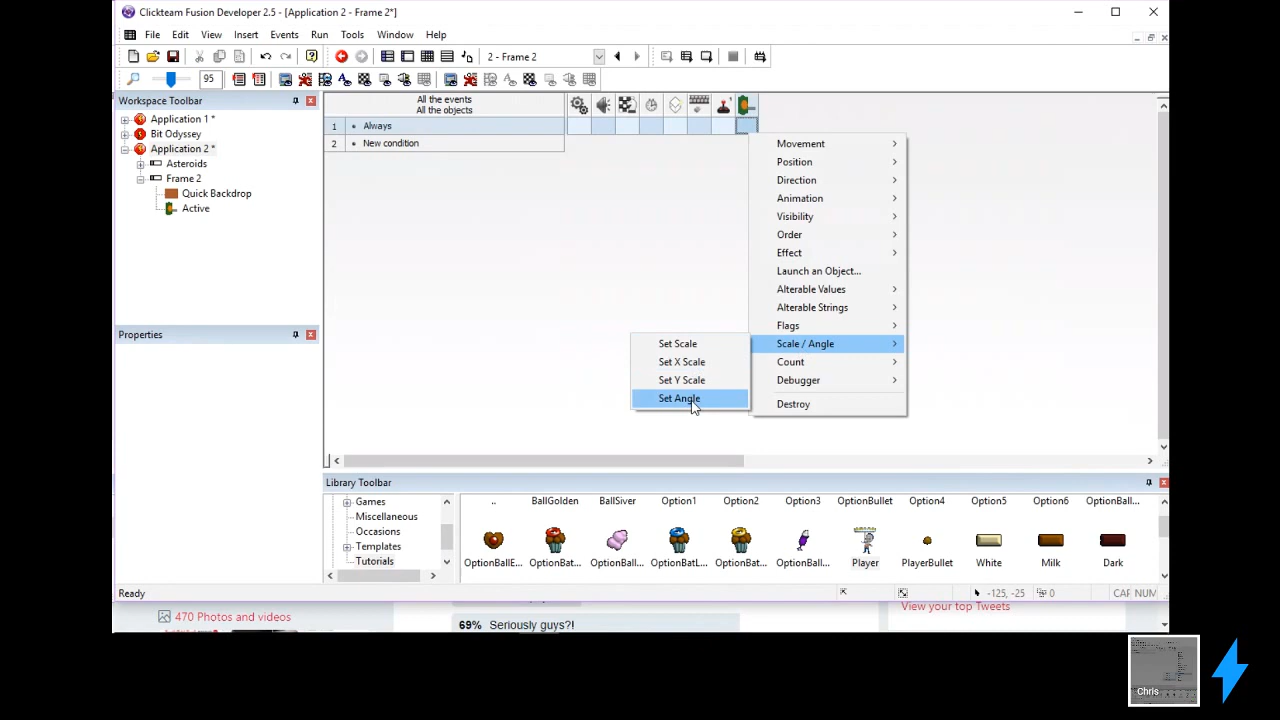 Clickteam Fusion Developer 2.5 - [Application 2 - Frame 2*]
File Edit View Insert Events Run Tools Window Help
2 - Frame 2
95
Workspace Toolbar
Application 1 *
Bit Odyssey
Application 2 *
Asteroids
Frame 2
Quick Backdrop
Active
Properties
All the events
All the objects
1 Always
2 New condition
Movement
Position
Direction
Animation
Visibility
Order
Effect
Launch an Object...
Alterable Values
Alterable Strings
Flags
Scale / Angle
Count
Debugger
Destroy
Set Scale
Set X Scale
Set Y Scale
Set Angle
Library Toolbar
Games
Miscellaneous
Occasions
Templates
Tutorials
.. BallGolden BallSiver Option1 Option2 Option3 OptionBullet Option4 Option5 Option6 OptionBall...
OptionBallE... OptionBat... OptionBall... OptionBatL... OptionBat... OptionBall... Player PlayerBullet White Milk Dark
Ready
-125, -25 0 CAP NUM
470 Photos and videos
69% Seriously guys?!
View your top Tweets
Chris